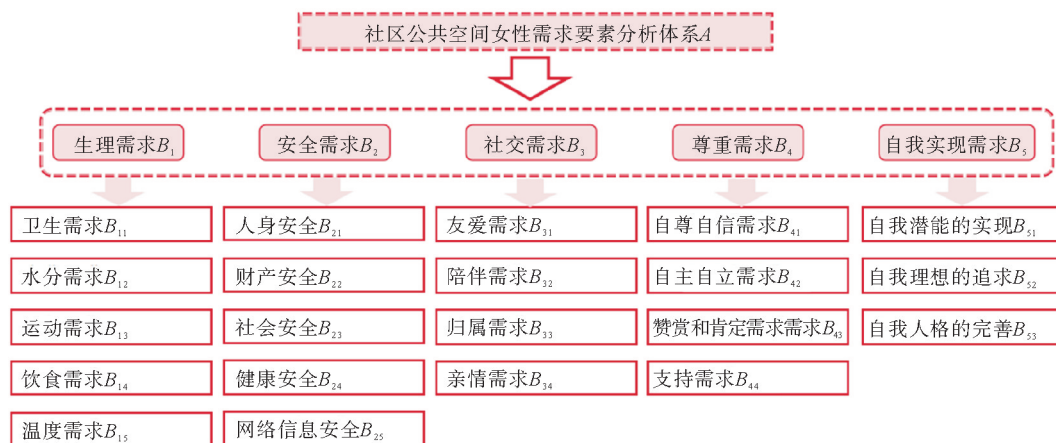 社区公共空间女性需求要素分析体系A
生理需求B₁
安全需求B₂
社交需求B₃
尊重需求B₄
自我实现需求B₅
卫生需求B₁₁
人身安全B₂₁
友爱需求B₃₁
自尊自信需求B₄₁
自我潜能的实现B₅₁
水分需求B₁₂
财产安全B₂₂
陪伴需求B₃₂
自主自立需求B₄₂
自我理想的追求B₅₂
运动需求B₁₃
社会安全B₂₃
归属需求B₃₃
赞赏和肯定需求需求B₄₃
自我人格的完善B₅₃
饮食需求B₁₄
健康安全B₂₄
亲情需求B₃₄
支持需求B₄₄
温度需求B₁₅
网络信息安全B₂₅